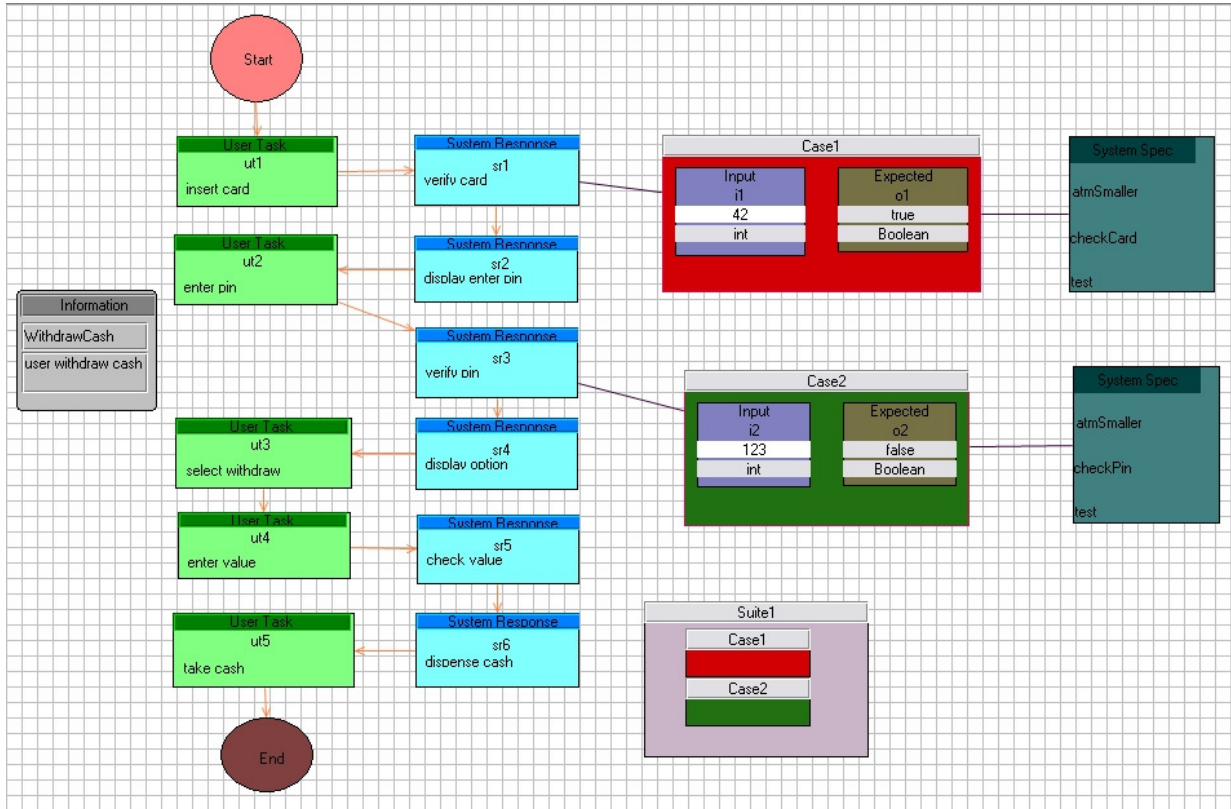 Start
User Task
ut1
insert card
System Response
sr1
verify card
Case1
Input
i1
42
int
Expected
o1
true
Boolean
System Spec
atmSmaller
checkCard
test
User Task
ut2
enter pin
System Response
sr2
display enter pin
Information
WithdrawCash
user withdraw cash
System Response
sr3
verify pin
Case2
Input
i2
123
int
Expected
o2
false
Boolean
System Spec
atmSmaller
checkPin
test
User Task
ut3
select withdraw
System Response
sr4
display option
User Task
ut4
enter value
System Response
sr5
check value
User Task
ut5
take cash
System Response
sr6
dispense cash
Suite1
Case1
Case2
End